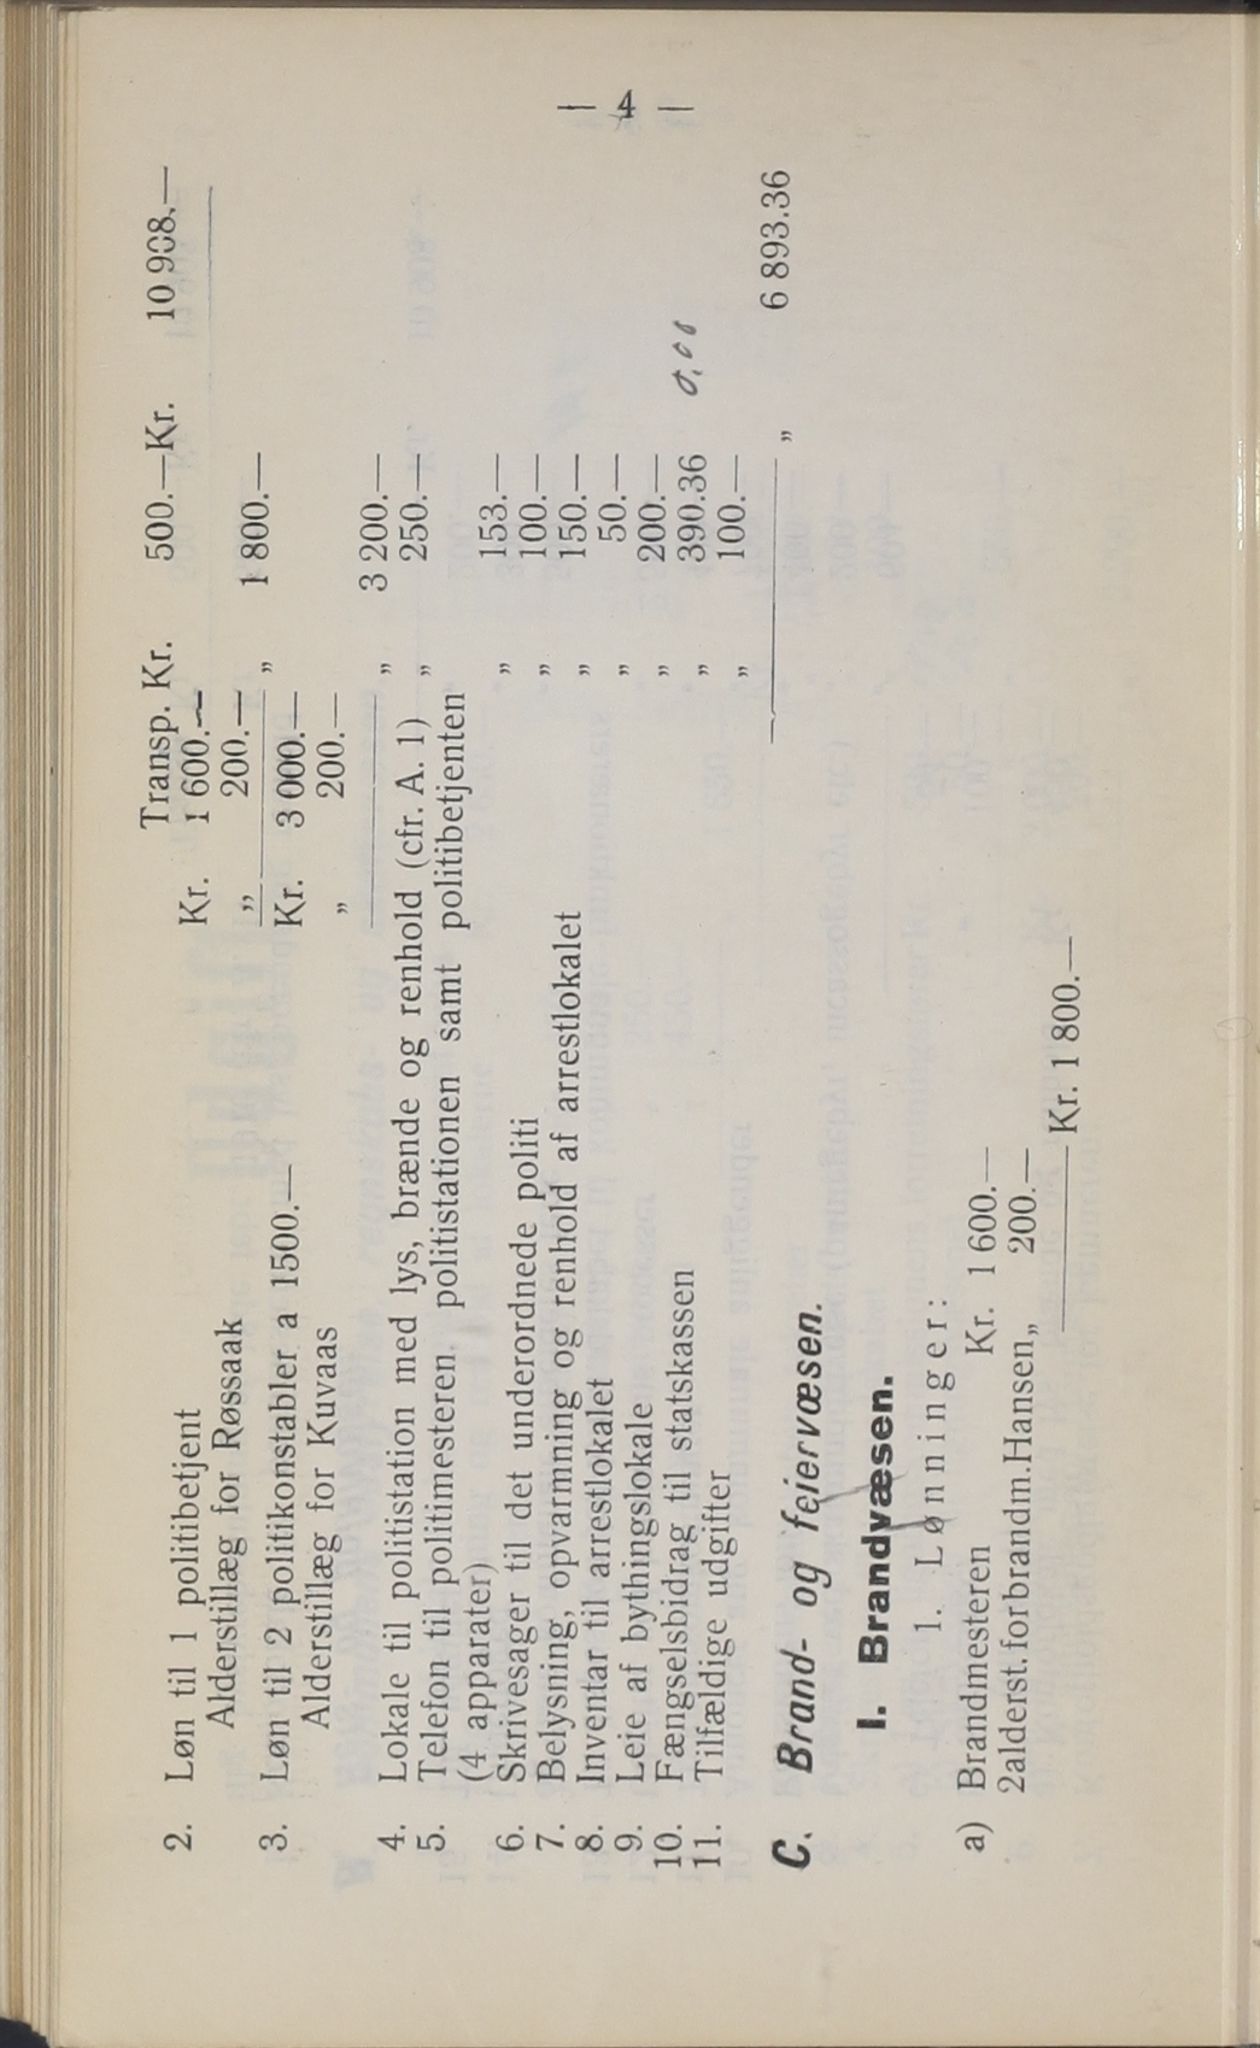 — 4 —
Transp. Kr. 500.— Kr. 10 908.—
2. Løn til 1 politibetjent Kr. 1 600.—
Alderstillæg for Røssaak „ 200.—
„ 1 800.—
3. Løn til 2 politikonstabler a 1500.— Kr. 3 000.—
Alderstillæg for Kuvaas „ 200.—
„ 3 200.—
4. Lokale til politistation med lys, brænde og renhold (cfr. A. 1) „ 250.—
5. Telefon til politimesteren, politistationen samt politibetjenten
(4 apparater) „ 153.—
6. Skrivesager til det underordnede politi „ 100.—
7. Belysning, opvarmning og renhold af arrestlokalet „ 150.—
8. Inventar til arrestlokalet „ 50.—
9. Leie af bythingslokale „ 200.—
10. Fængselsbidrag til statskassen „ 390.36
11. Tilfældige udgifter „ 100.—
„ 6 893.36
C. Brand- og feiervæsen.
I. Brandvæsen.
1. Lønninger:
a) Brandmesteren Kr. 1 600.—
2 alderst. for brandm. Hansen „ 200.—
Kr. 1 800.—